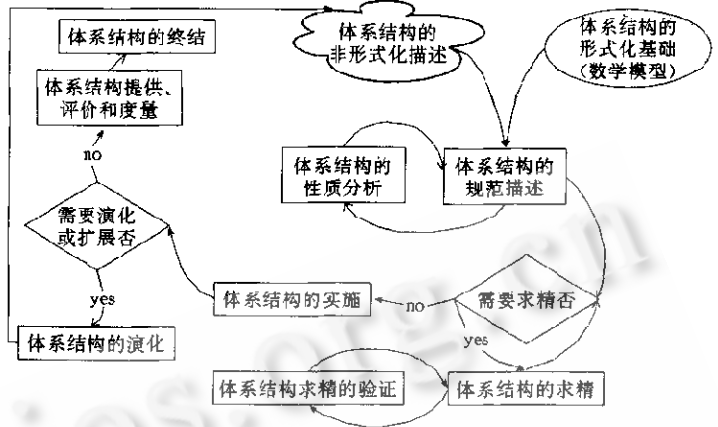 体系结构的终结
体系结构的
非形式化描述
体系结构的
形式化基础
(数学模型)
体系结构提供、
评价和度量
no
体系结构的
性质分析
体系结构的
规范描述
需要演化
或扩展否
yes
体系结构的实施
no
需要求精否
yes
体系结构的演化
体系结构求精的验证
体系结构的求精
ies.org.cn